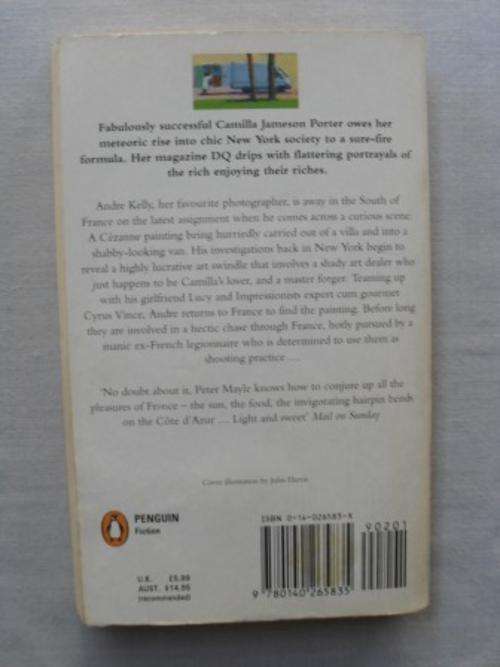 Fabulously successful Camilla Jameson Porter owes her
meteoric rise into chic New York society to a sure-fire
formula. Her magazine DQ drips with flattering portrayals of
the rich enjoying their riches.
Andre Kelly, her favourite photographer, is away in the South of
France on the latest assignment when he comes across a curious scene.
A Cézanne painting being hurriedly carried out of a villa and into a
shabby-looking van. His investigations back in New York begin to
reveal a highly lucrative art swindle that involves a shady art dealer who
just happens to be Camilla's lover, and a master forger. Teaming up
with his girlfriend Lucy and Impressionists expert cum gourmet
Cyrus Vince, Andre returns to France to find the painting. Before long
they are involved in a hectic chase through France, hotly pursued by a
manic ex-French legionnaire who is determined to use them as
shooting practice ...
'No doubt about it, Peter Mayle knows how to conjure up all the
pleasures of France – the sun, the food, the invigorating hairpin bends
on the Côte d'Azur ... Light and sweet' Mail on Sunday
Cover illustration by John Harris
PENGUIN
Fiction
U.K. £5.99
AUST. $14.95
(recommended)
ISBN 0-14-026583-X
90201
9 780140 265835